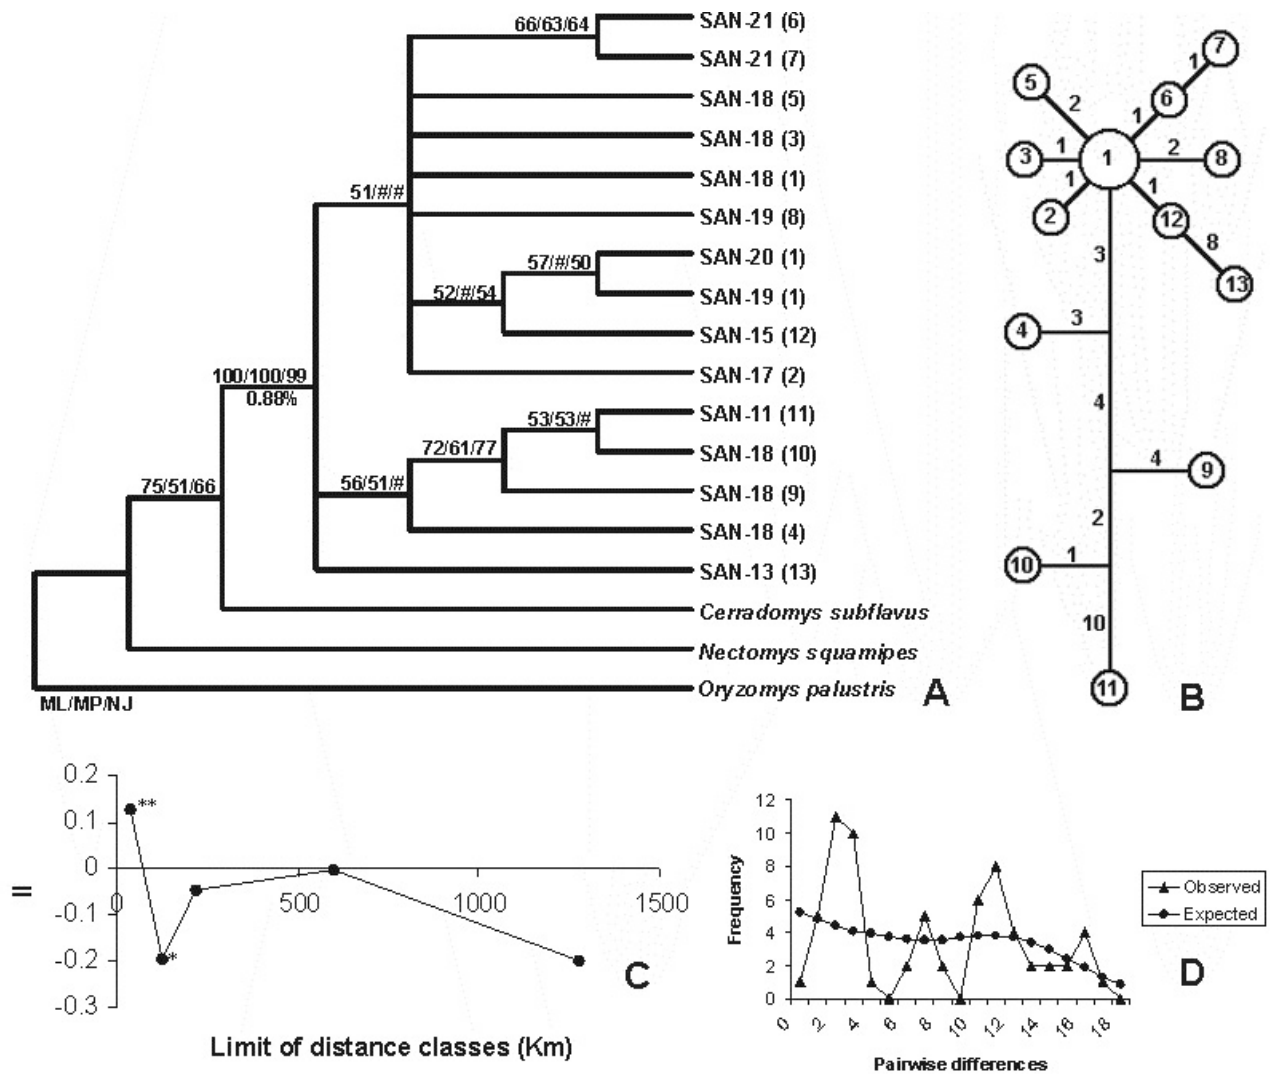 66/63/64
SAN-21 (6)
SAN-21 (7)
SAN-18 (5)
SAN-18 (3)
SAN-18 (1)
51/#/#
SAN-19 (8)
SAN-20 (1)
57/#/50
SAN-19 (1)
52/#/54
SAN-15 (12)
SAN-17 (2)
100/100/99
0.88%
SAN-11 (11)
53/53/#
SAN-18 (10)
72/61/77
SAN-18 (9)
56/51/#
75/51/66
SAN-18 (4)
SAN-13 (13)
Cerradomys subflavus
Nectomys squamipes
Oryzomys palustris
ML/MP/NJ
A
7
1
5
6
2
1
3
1
1
2
8
1
1
2
12
8
13
3
4
3
4
4
9
2
10
1
10
11
B
0.2
0.1
0
-0.1
-0.2
-0.3
**
*
0
500
1000
1500
II
C
Limit of distance classes (Km)
12
10
8
6
4
2
0
Frequency
0 2 4 6 8 10 12 14 16 18
Pairwise differences
Observed
Expected
D